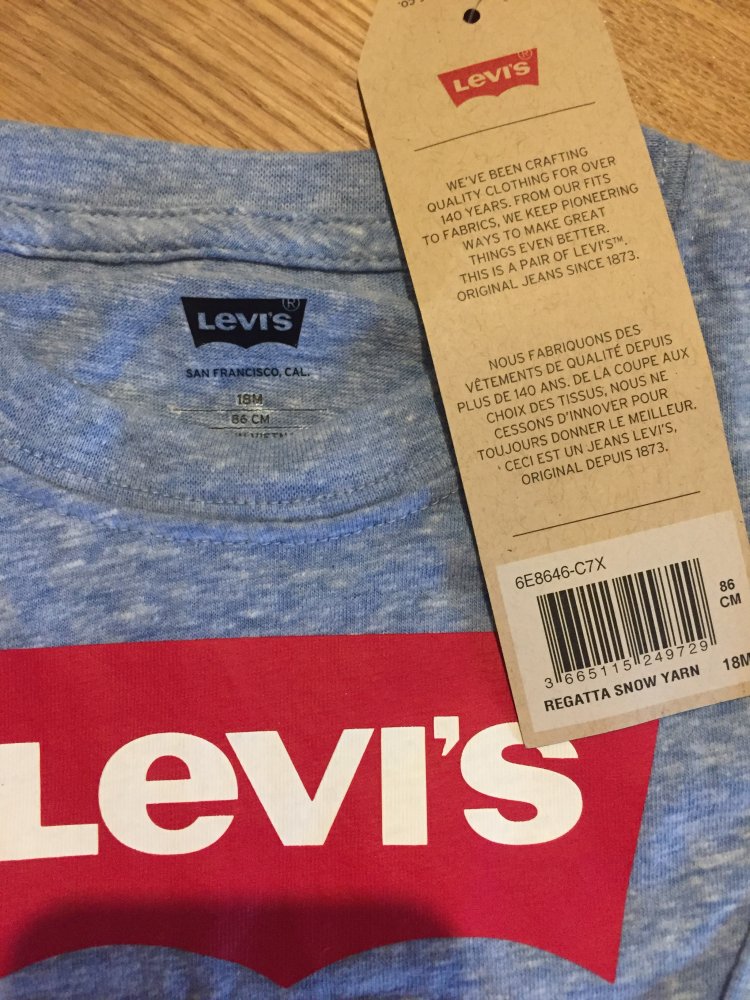 LEVI'S
WE'VE BEEN CRAFTING
QUALITY CLOTHING FOR OVER
140 YEARS. FROM OUR FITS
TO FABRICS, WE KEEP PIONEERING
WAYS TO MAKE GREAT
THINGS EVEN BETTER.
THIS IS A PAIR OF LEVI'S™.
ORIGINAL JEANS SINCE 1873.
NOUS FABRIQUONS DES
VÊTEMENTS DE QUALITÉ DEPUIS
PLUS DE 140 ANS. DE LA COUPE AUX
CHOIX DES TISSUS, NOUS NE
CESSONS D'INNOVER POUR
TOUJOURS DONNER LE MEILLEUR.
CECI EST UN JEANS LEVI'S,
ORIGINAL DEPUIS 1873.
6E8646-C7X
86
CM
3 665115 249729
18M
REGATTA SNOW YARN
LEVI'S®
SAN FRANCISCO, CAL.
18M
86 CM
LEVI'S